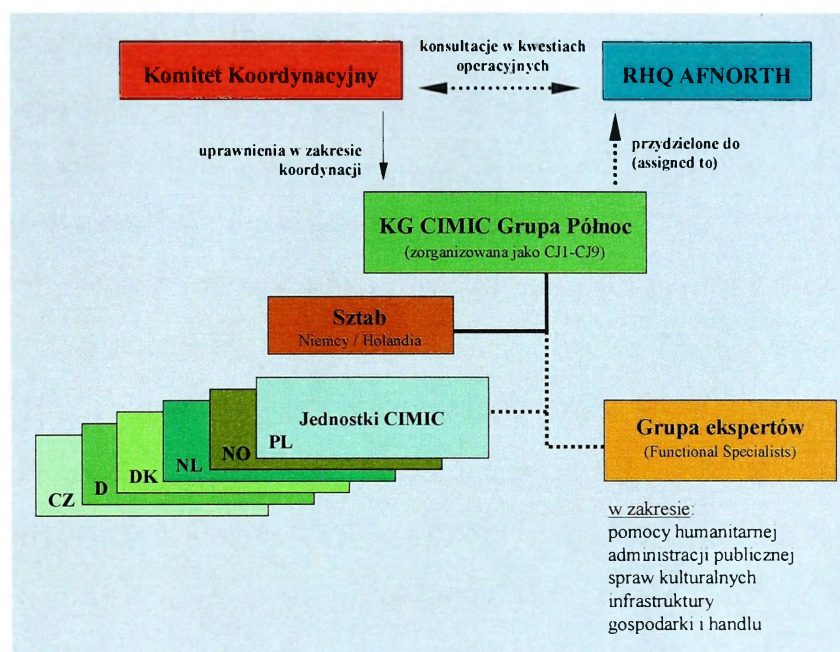 Komitet Koordynacyjny
konsultacje w kwestiach
operacyjnych
RHQ AFNORTH
uprawnienia w zakresie
koordynacji
przydzielone do
(assigned to)
KG CIMIC Grupa Północ
(zorganizowana jako CJ1-CJ9)
Sztab
Niemcy / Holandia
Jednostki CIMIC
PL
NO
NL
DK
D
CZ
Grupa ekspertów
(Functional Specialists)
w zakresie:
pomocy humanitarnej
administracji publicznej
spraw kulturalnych
infrastruktury
gospodarki i handlu